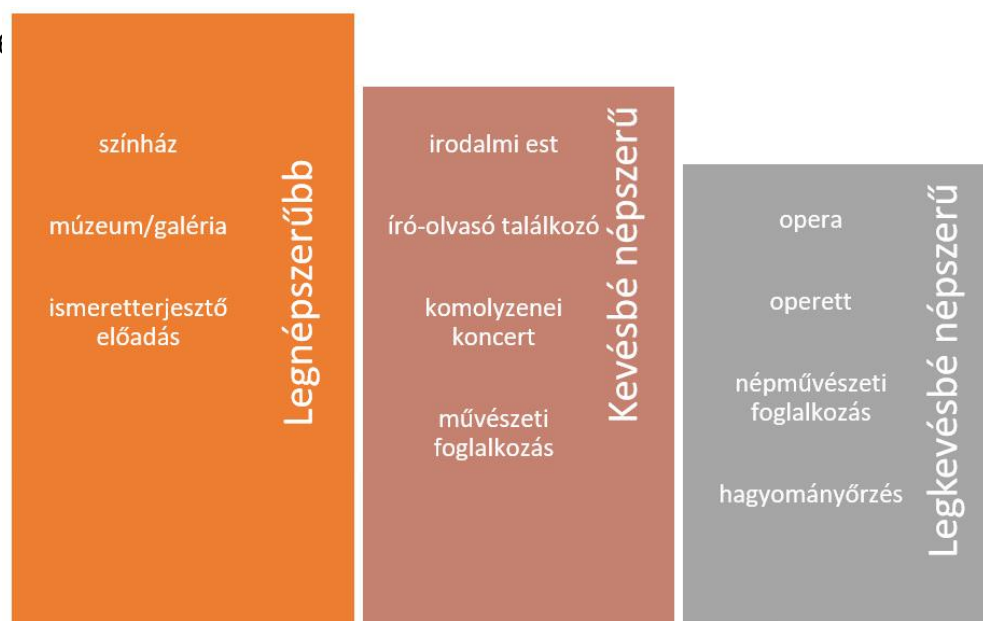 színház
múzeum/galéria
ismeretterjesztő
előadás
Legnépszerűbb
irodalmi est
író-olvasó találkozó
komolyzenei
koncert
művészeti
foglalkozás
Kevésbé népszerű
opera
operett
népművészeti
foglalkozás
hagyományőrzés
Legkevésbé népszerű